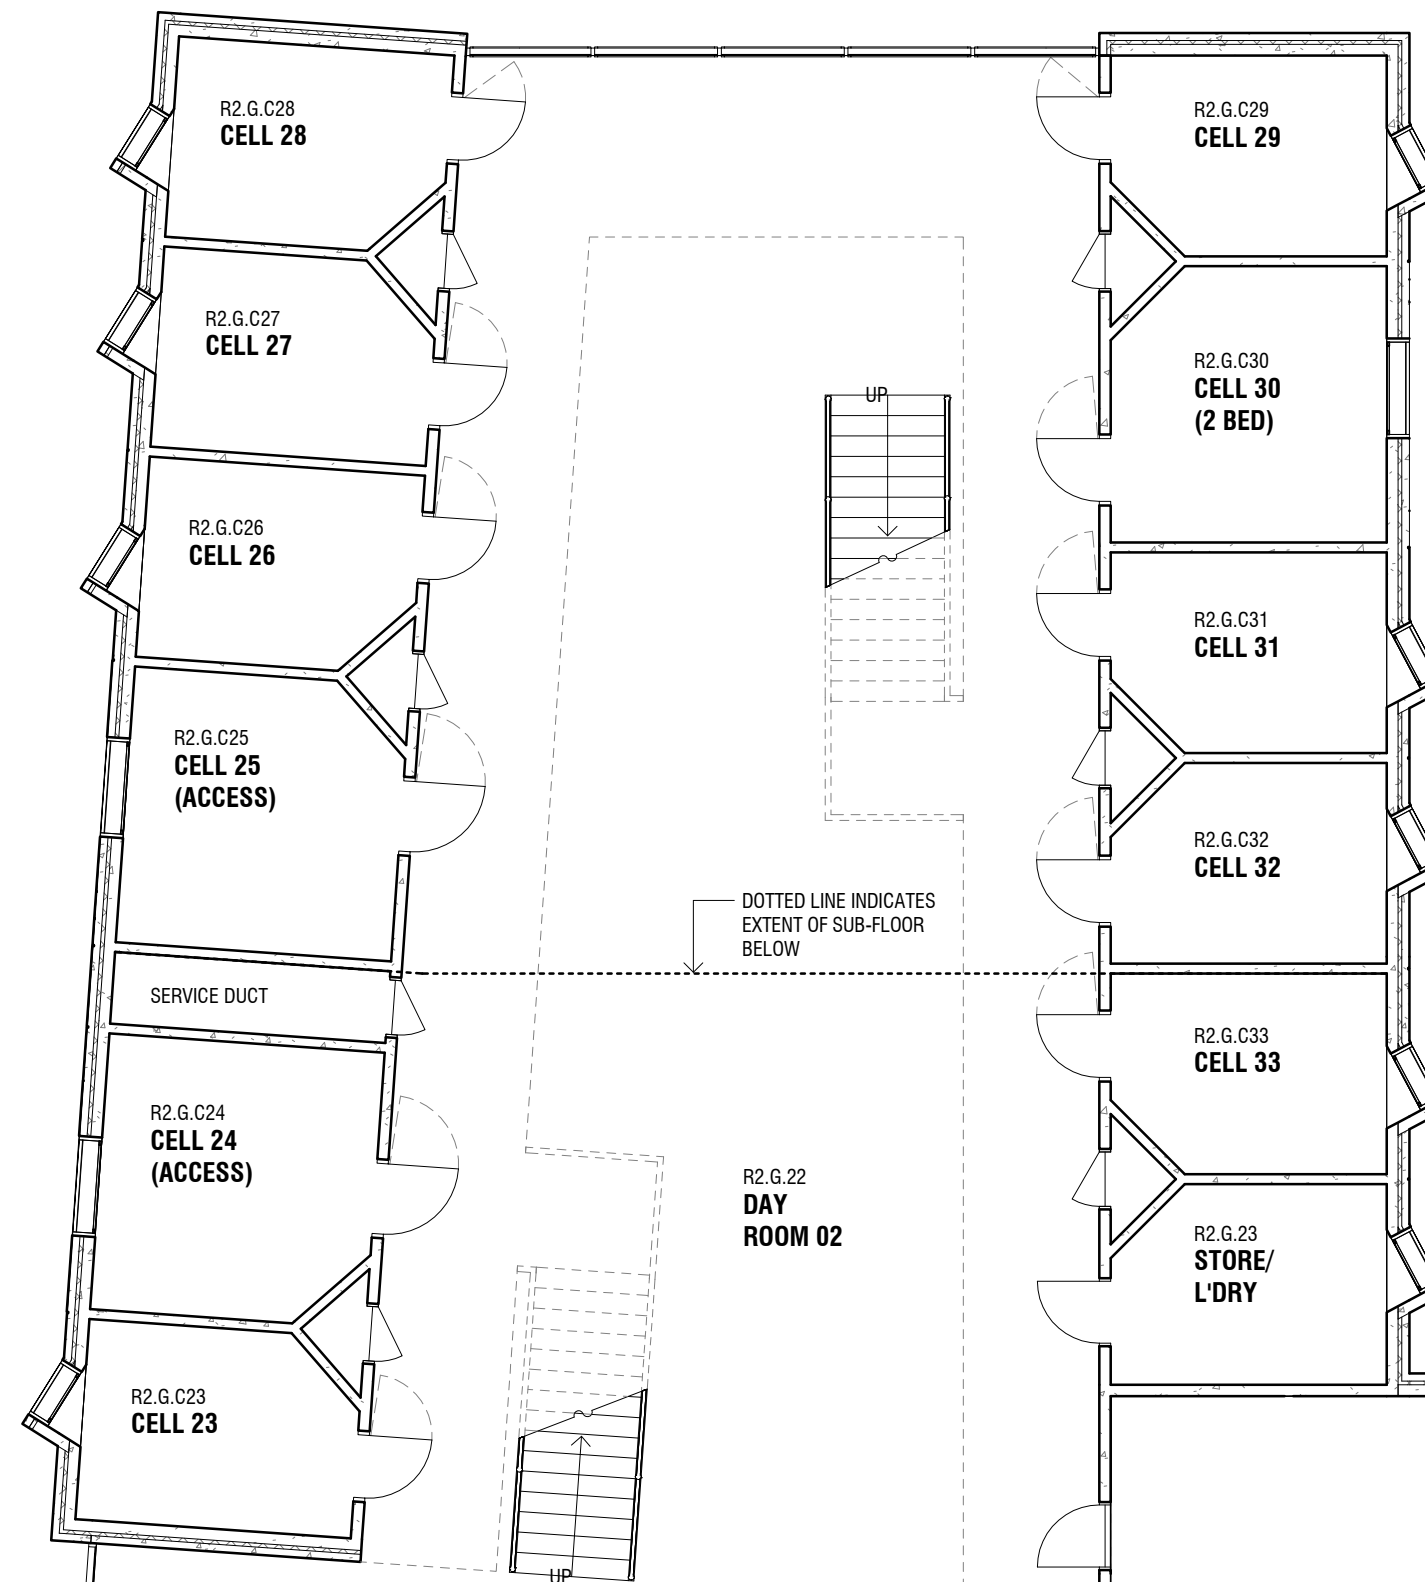 R2.G.C28
CELL 28
R2.G.C29
CELL 29
R2.G.C27
CELL 27
R2.G.C30
CELL 30
(2 BED)
UP
R2.G.C26
CELL 26
R2.G.C31
CELL 31
R2.G.C25
CELL 25
(ACCESS)
R2.G.C32
CELL 32
DOTTED LINE INDICATES
EXTENT OF SUB-FLOOR
BELOW
SERVICE DUCT
R2.G.C33
CELL 33
R2.G.C24
CELL 24
(ACCESS)
R2.G.22
DAY
ROOM 02
R2.G.23
STORE/
L'DRY
R2.G.C23
CELL 23
UP